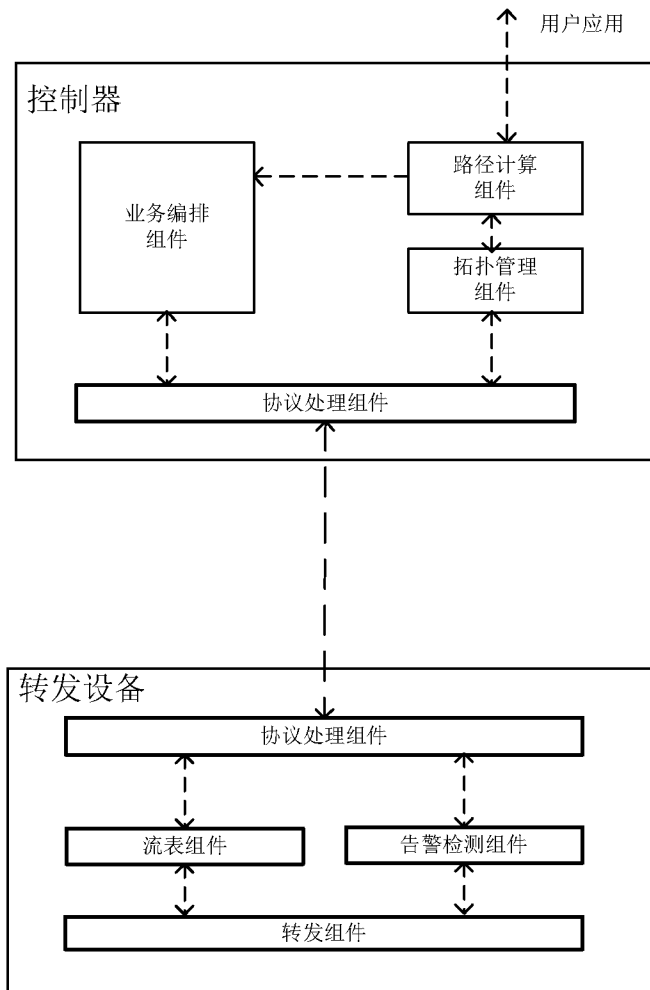 用户应用
控制器
路径计算
组件
业务编排
组件
拓扑管理
组件
协议处理组件
转发设备
协议处理组件
流表组件
告警检测组件
转发组件